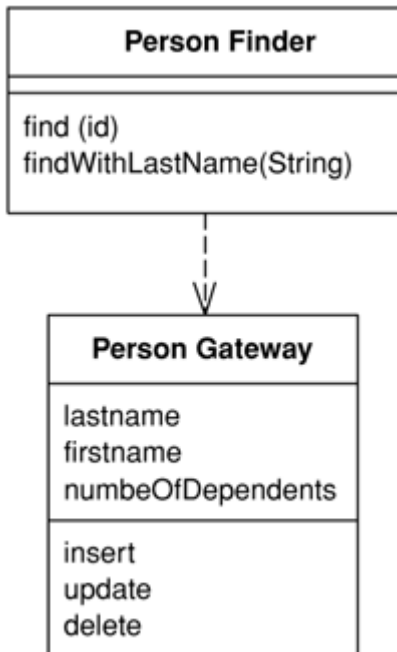 Person Finder
find (id)
findWithLastName(String)
Person Gateway
lastname
firstname
numbeOfDependents
insert
update
delete